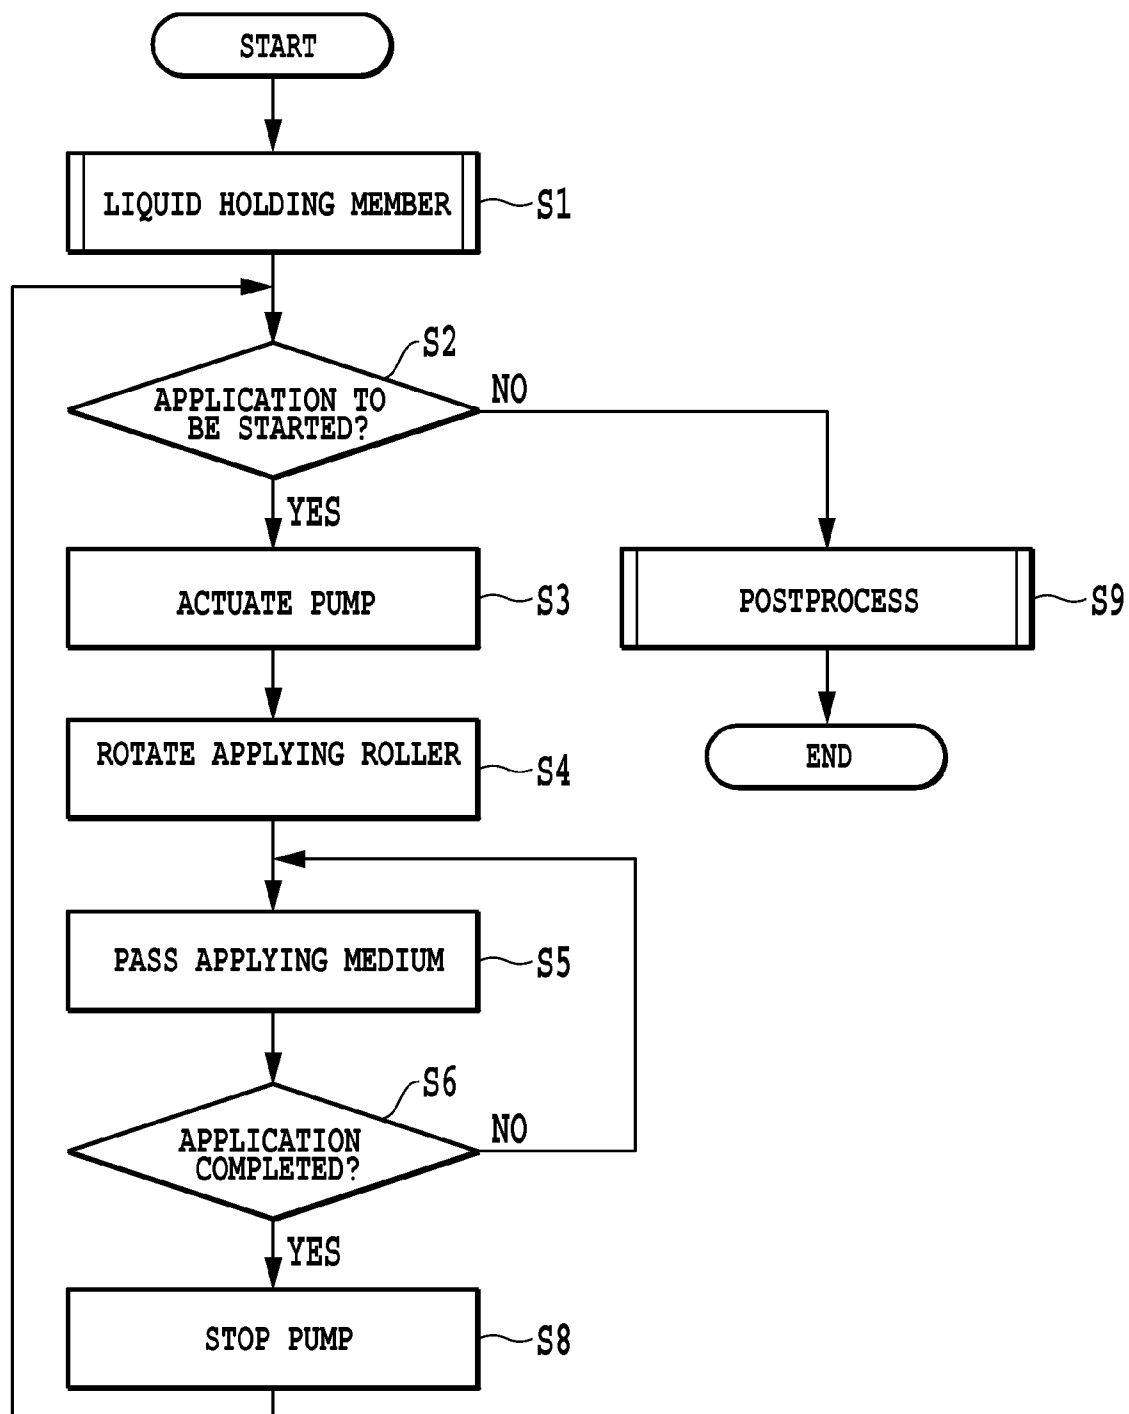 START
LIQUID HOLDING MEMBER
S1
S2
APPLICATION TO
BE STARTED?
NO
YES
ACTUATE PUMP
S3
POSTPROCESS
S9
ROTATE APPLYING ROLLER
S4
END
PASS APPLYING MEDIUM
S5
S6
APPLICATION
COMPLETED?
NO
YES
STOP PUMP
S8